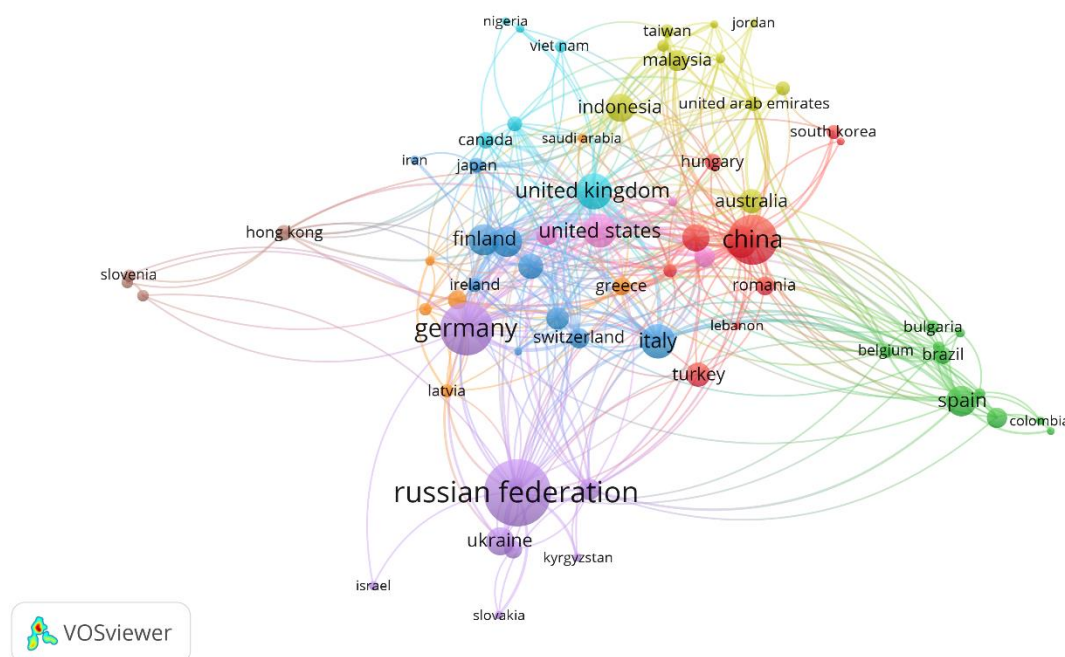 nigeria
viet nam
taiwan
jordan
malaysia
indonesia
united arab emirates
canada
saudi arabia
south korea
iran
japan
hungary
united kingdom
australia
hong kong
finland
united states
china
slovenia
ireland
greece
romania
germany
switzerland
italy
lebanon
bulgaria
belgium
brazil
latvia
turkey
spain
colombia
russian federation
ukraine
kyrgyzstan
israel
slovakia
VOSviewer